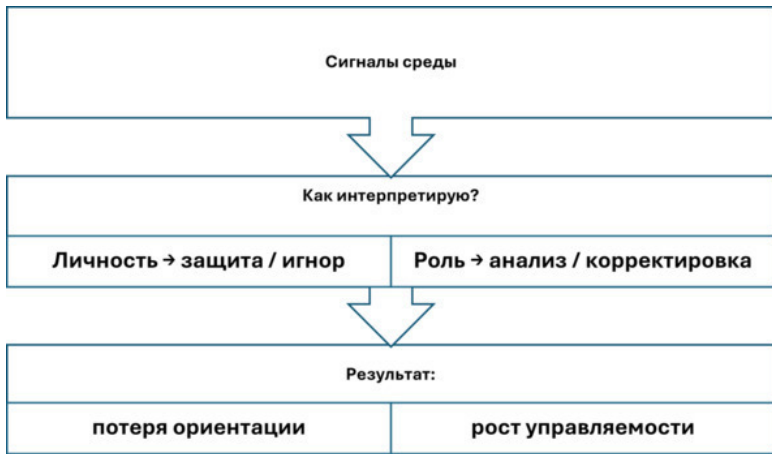 Сигналы среды
Как интерпретирую?
Личность → защита / игнор
Роль → анализ / корректировка
Результат:
потеря ориентации
рост управляемости